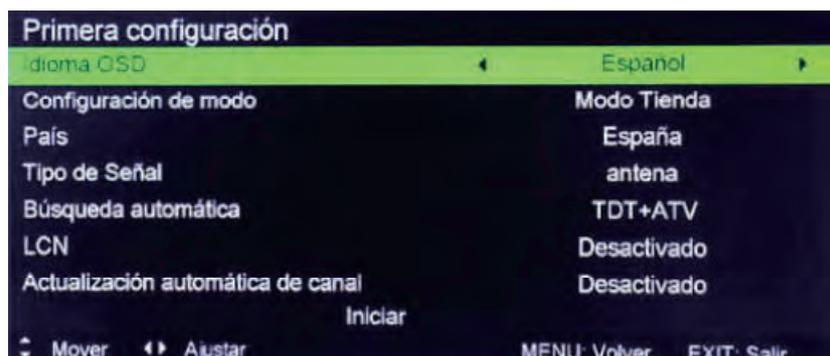 Primera configuración
Idioma OSD Español
Configuración de modo Modo Tienda
País España
Tipo de Señal antena
Búsqueda automática TDT+ATV
LCN Desactivado
Actualización automática de canal Desactivado
Iniciar
Mover Ajustar MENU: Volver EXIT: Salir